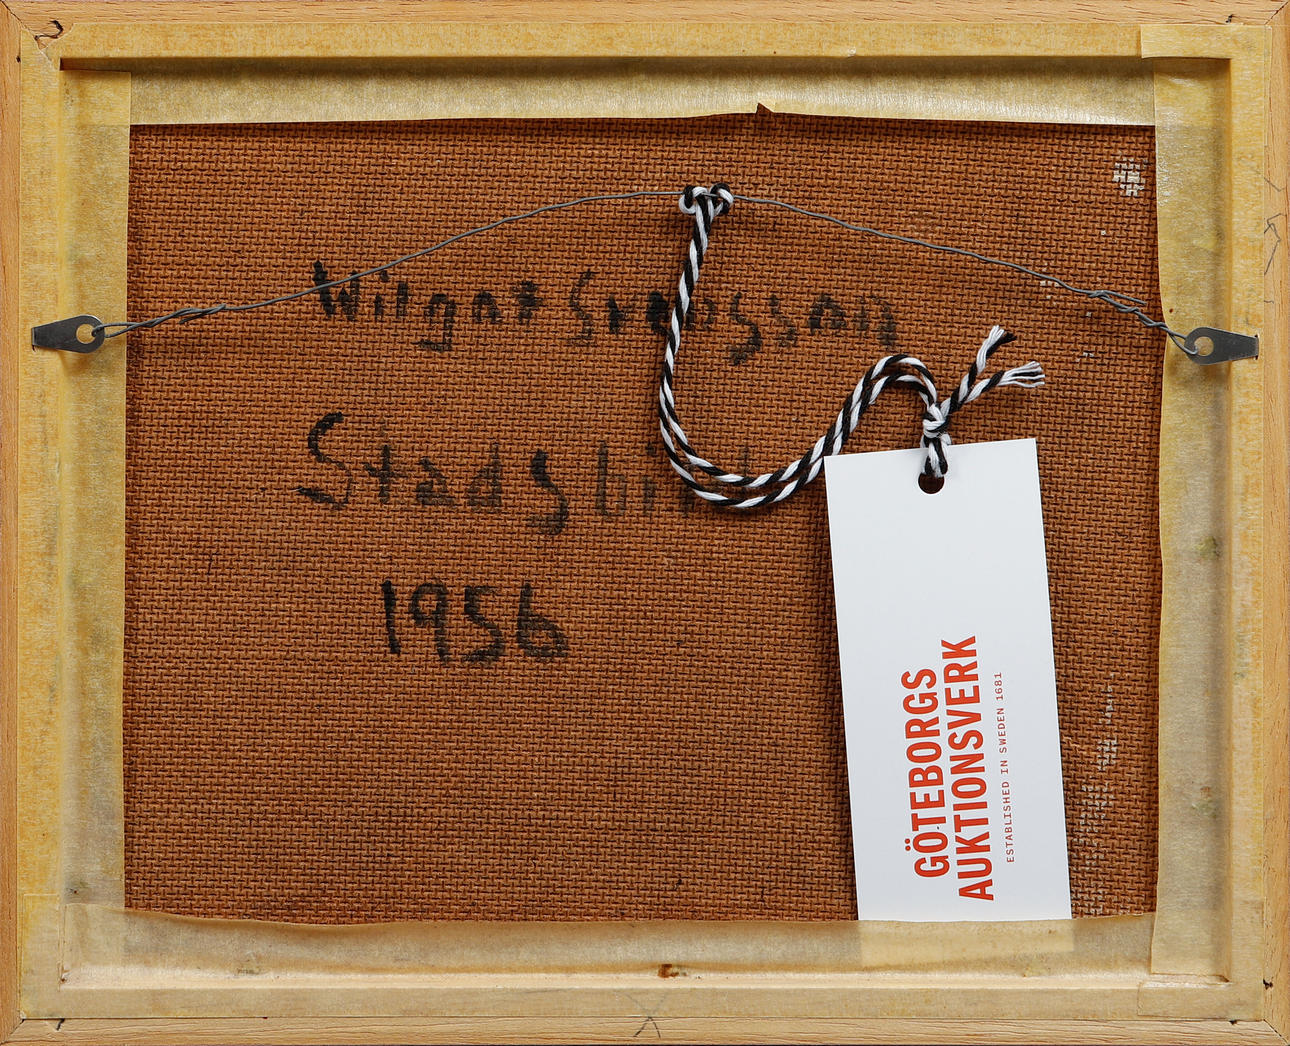 Wilgot Svensson
Stadsbild
1956
GÖTEBORGS
AUKTIONSVERK
ESTABLISHED IN SWEDEN 1681